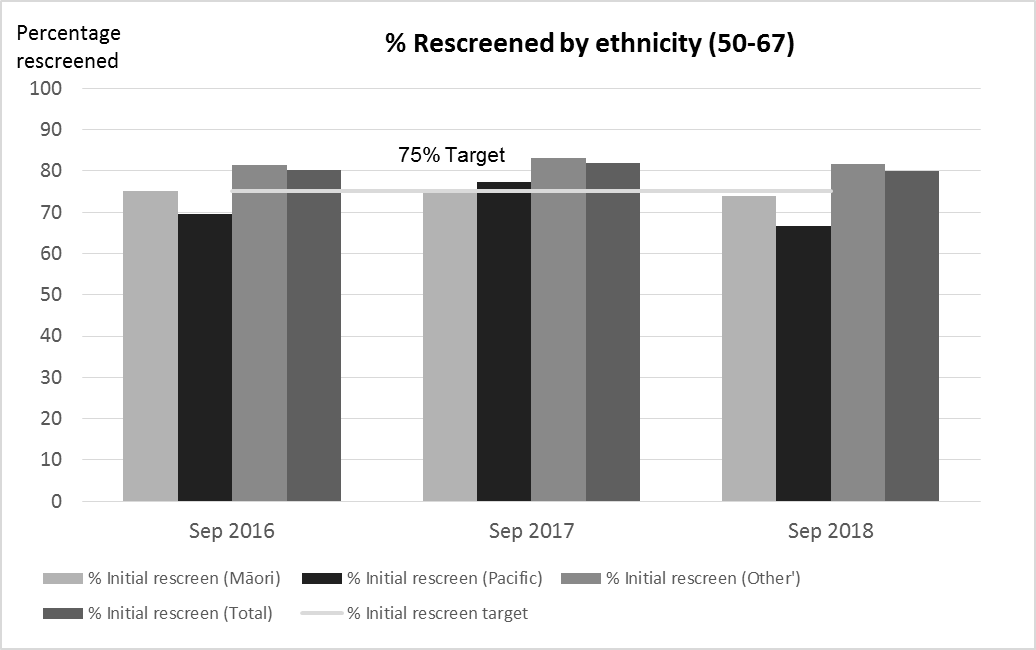 Percentage
rescreened
% Rescreened by ethnicity (50-67)
100
90
80
70
60
50
40
30
20
10
0
75% Target
Sep 2016
Sep 2017
Sep 2018
% Initial rescreen (Māori)
% Initial rescreen (Pacific)
% Initial rescreen (Other')
% Initial rescreen (Total)
% Initial rescreen target